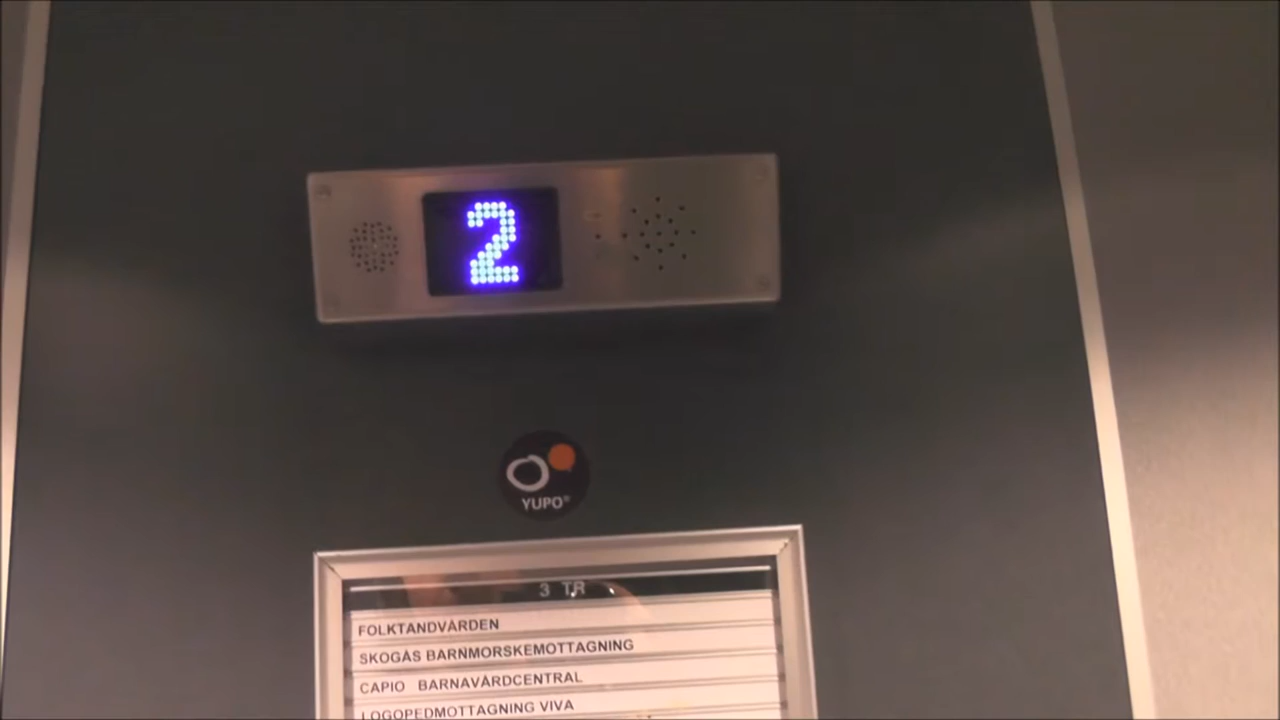 2
YUPO®
3 TR
FOLKTANDVÅRDEN
SKOGÅS BARNMORSKEMOTTAGNING
CAPIO BARNAVÅRDCENTRAL
LOGOPEDMOTTAGNING VIVA